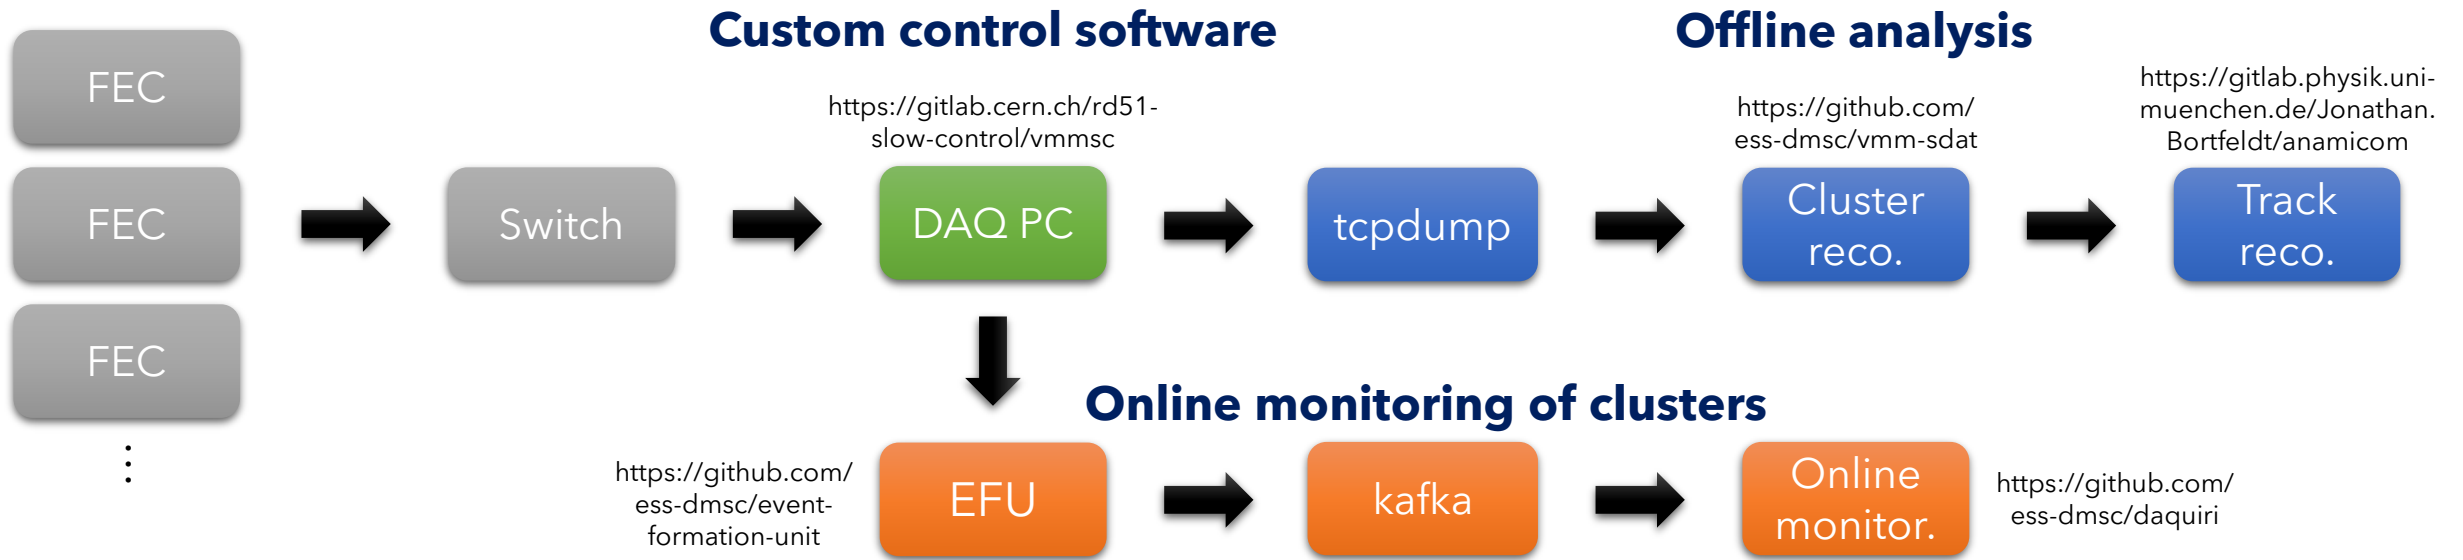 Custom control software
Offline analysis
FEC
https://gitlab.cern.ch/rd51-
slow-control/vmmsc
https://github.com/
ess-dmsc/vmm-sdat
https://gitlab.physik.uni-
muenchen.de/Jonathan.
Bortfeldt/anamicom
FEC
Switch
DAQ PC
tcpdump
Cluster
reco.
Track
reco.
FEC
⋮
Online monitoring of clusters
https://github.com/
ess-dmsc/event-
formation-unit
EFU
kafka
Online
monitor.
https://github.com/
ess-dmsc/daquiri